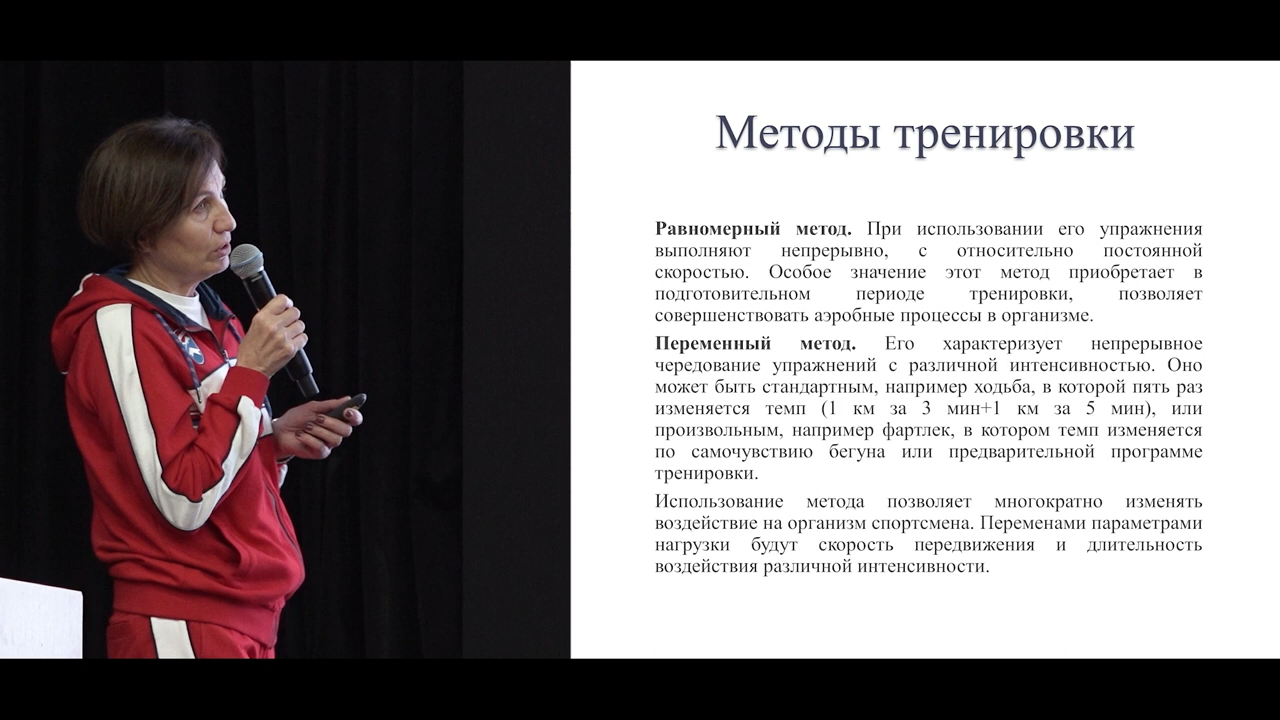 Методы тренировки
Равномерный метод. При использовании его упражнения
выполняют непрерывно, с относительно постоянной
скоростью. Особое значение этот метод приобретает в
подготовительном периоде тренировки, позволяет
совершенствовать аэробные процессы в организме.
Переменный метод. Его характеризует непрерывное
чередование упражнений с различной интенсивностью. Оно
может быть стандартным, например ходьба, в которой пять раз
изменяется темп (1 км за 3 мин+1 км за 5 мин), или
произвольным, например фартлек, в котором темп изменяется
по самочувствию бегуна или предварительной программе
тренировки.
Использование метода позволяет многократно изменять
воздействие на организм спортсмена. Переменами параметрами
нагрузки будут скорость передвижения и длительность
воздействия различной интенсивности.